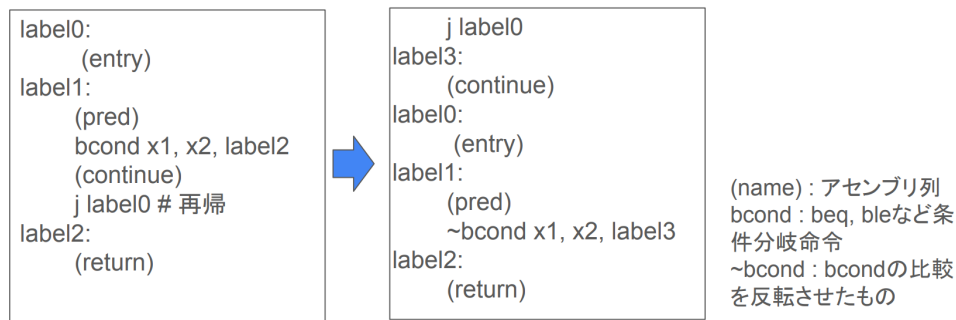 label0:
(entry)
label1:
(pred)
bcond x1, x2, label2
(continue)
j label0 # 再帰
label2:
(return)
j label0
label3:
(continue)
label0:
(entry)
label1:
(pred)
~bcond x1, x2, label3
label2:
(return)
(name) : アセンブリ列
bcond : beq, bleなど条
件分岐命令
~bcond : bcondの比較
を反転させたもの